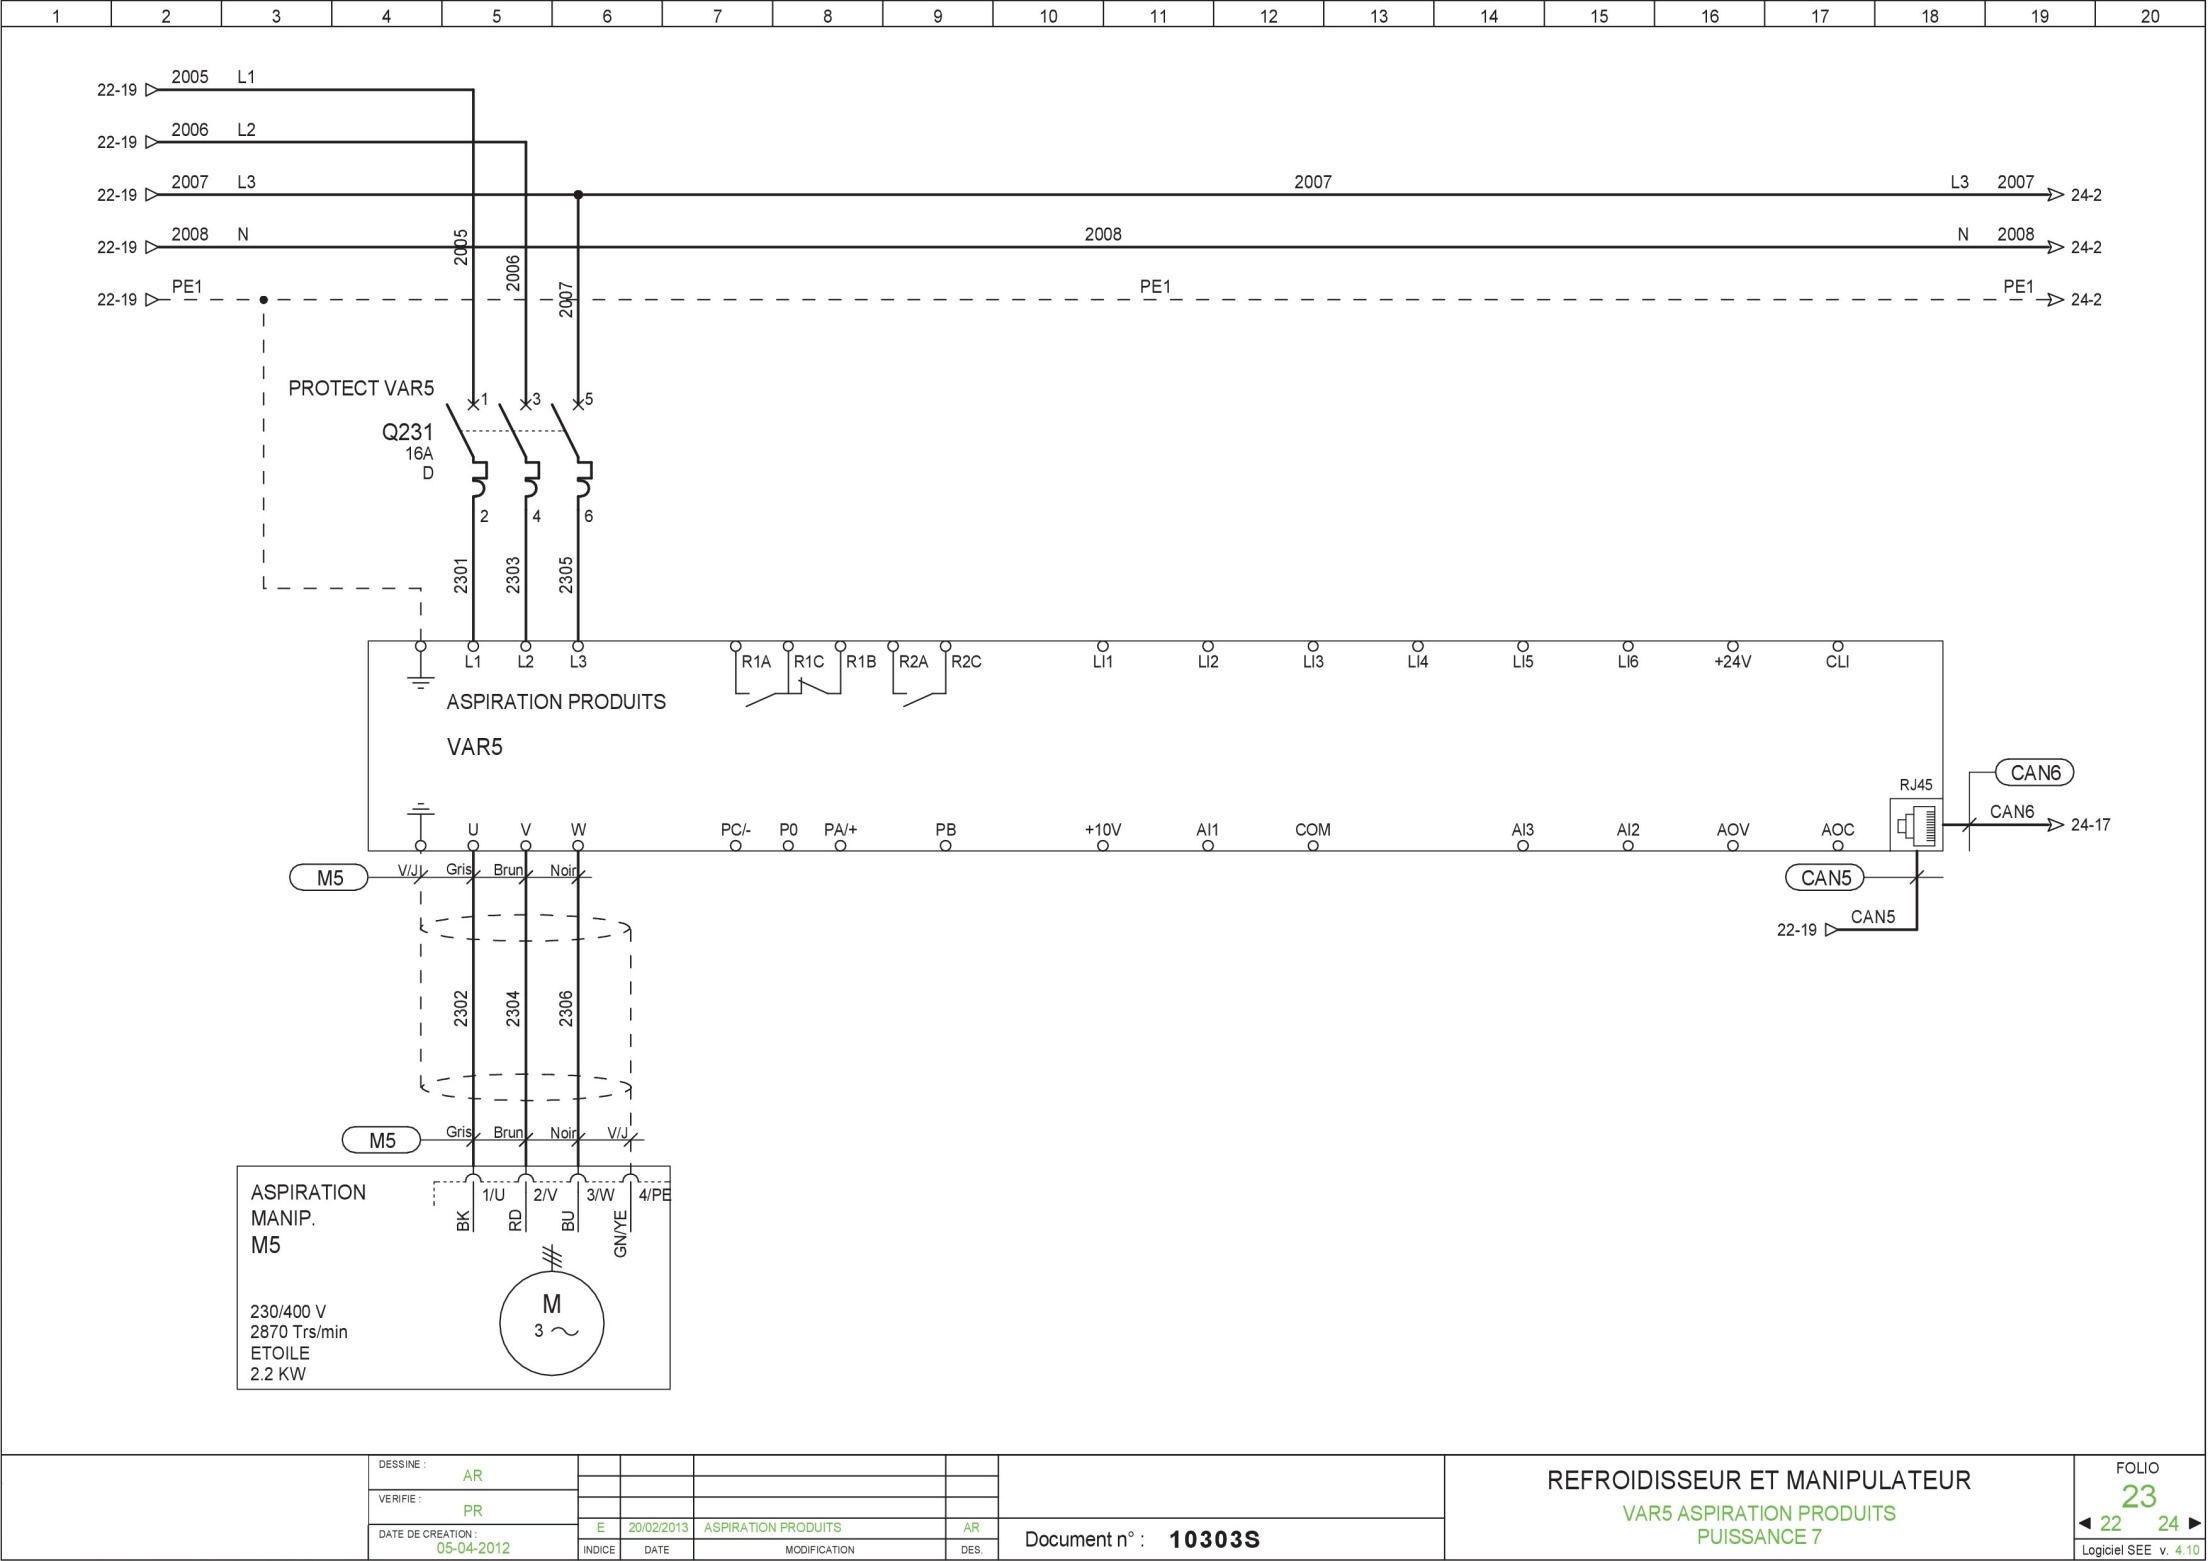 1 2 3 4 5 6 7 8 9 10 11 12 13 14 15 16 17 18 19 20
2005 L1
22-19
2006 L2
22-19
2007 L3 2007 L3 2007
22-19 24-2
2008 N 2008 N 2008
22-19 24-2
PE1 PE1 PE1
22-19 24-2
2005
2006
2007
PROTECT VAR5
1 3 5
Q231
16A
D
2 4 6
2301
2303
2305
L1 L2 L3 R1A R1C R1B R2A R2C LI1 LI2 LI3 LI4 LI5 LI6 +24V CLI
ASPIRATION PRODUITS
VAR5
RJ45
CAN6
CAN6
24-17
U V W PC/- P0 PA/+ PB +10V AI1 COM AI3 AI2 AOV AOC
M5 V/J Gris Brun Noir
CAN5
CAN5
22-19
2302
2304
2306
M5 Gris Brun Noir V/J
ASPIRATION
MANIP.
M5
1/U 2/V 3/W 4/PE
BK
RD
BU
GN/YE
M
3
230/400 V
2870 Trs/min
ETOILE
2.2 KW
DESSINE :
AR
VERIFIE :
PR
DATE DE CREATION :
05-04-2012
E 20/02/2013 ASPIRATION PRODUITS AR
INDICE DATE MODIFICATION DES.
Document n° : 10303S
REFROIDISSEUR ET MANIPULATEUR
VAR5 ASPIRATION PRODUITS
PUISSANCE 7
FOLIO
23
22 24
Logiciel SEE v. 4.10